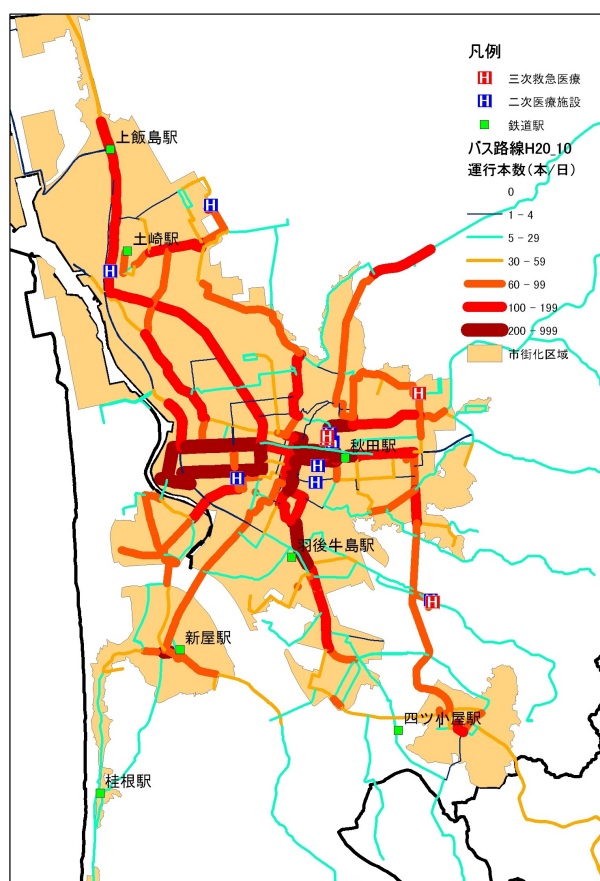 凡例
三次救急医療
二次医療施設
鉄道駅
バス路線H20_10
運行本数(本/日)
0
1 - 4
5 - 29
30 - 59
60 - 99
100 - 199
200 - 999
市街化区域
上飯島駅
土崎駅
秋田駅
羽後牛島駅
新屋駅
四ツ小屋駅
桂根駅
H
H
H
H
H
H
H
H
H
H
H